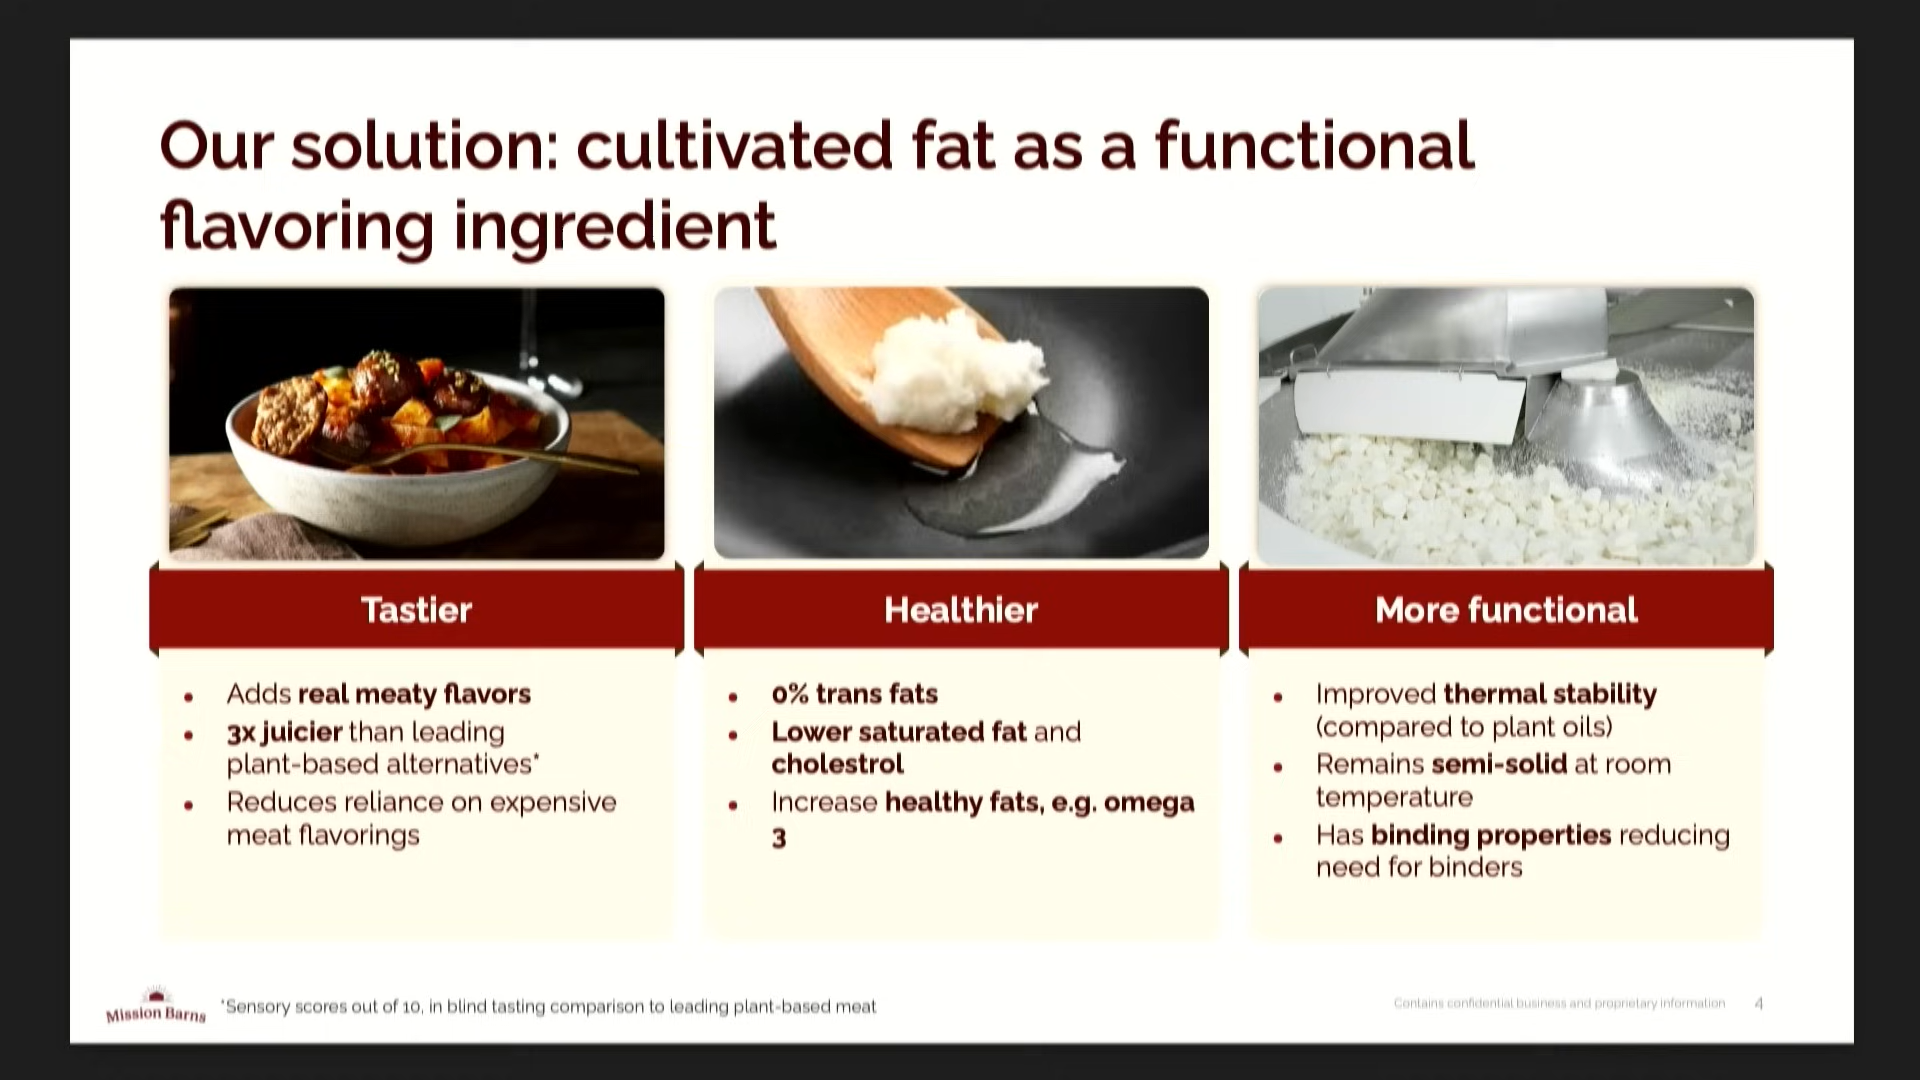 Our solution: cultivated fat as a functional
flavoring ingredient
Tastier
• Adds real meaty flavors
• 3x juicier than leading
plant-based alternatives*
• Reduces reliance on expensive
meat flavorings
Healthier
• 0% trans fats
• Lower saturated fat and
cholestrol
• Increase healthy fats, e.g. omega
3
More functional
• Improved thermal stability
(compared to plant oils)
• Remains semi-solid at room
temperature
• Has binding properties reducing
need for binders
Mission Barns
*Sensory scores out of 10, in blind tasting comparison to leading plant-based meat
Contains confidential business and proprietary information
4